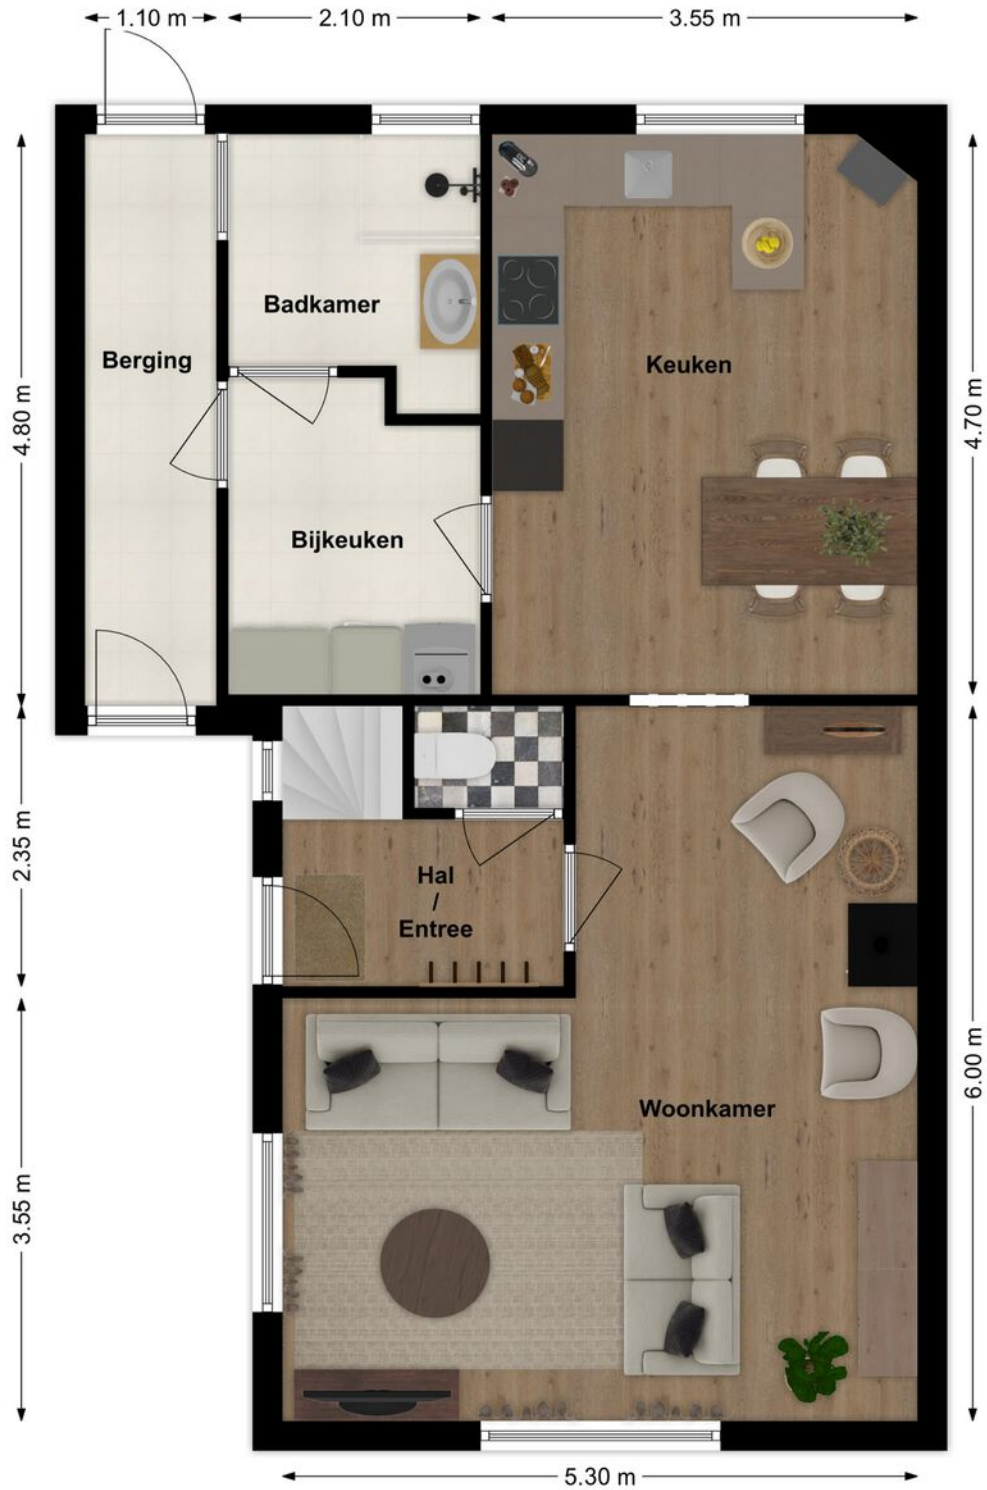 1.10 m
2.10 m
3.55 m
Badkamer
Berging
Keuken
4.80 m
4.70 m
Bijkeuken
2.35 m
Hal
/
Entree
6.00 m
Woonkamer
3.55 m
5.30 m